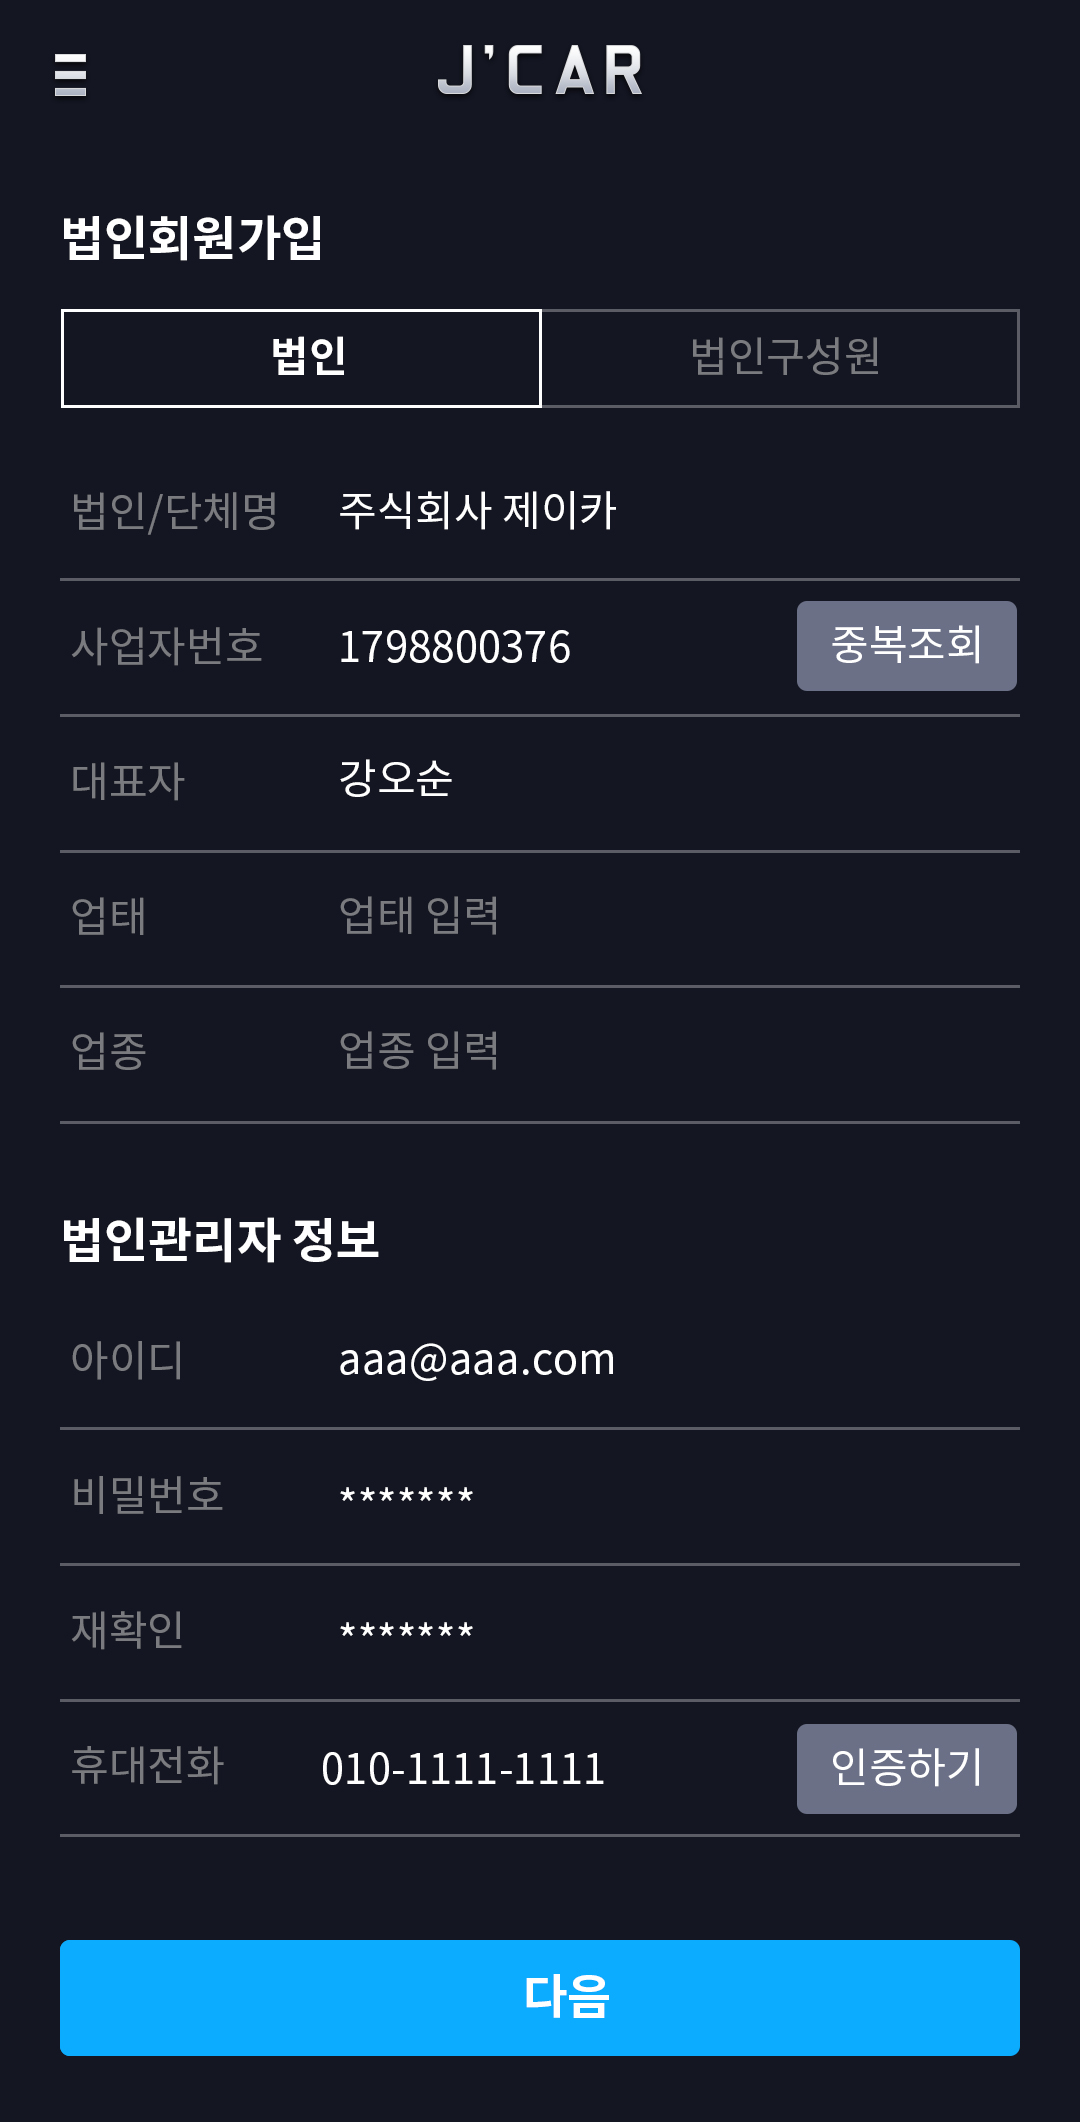 J'CAR
법인회원가입
법인 법인구성원
법인/단체명 주식회사 제이카
사업자번호 1798800376 중복조회
대표자 강오순
업태 업태 입력
업종 업종 입력
법인관리자 정보
아이디 aaa@aaa.com
비밀번호 *******
재확인 *******
휴대전화 010-1111-1111 인증하기
다음